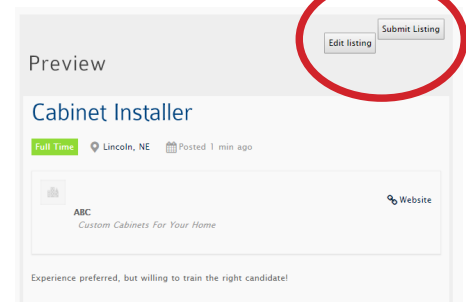 Submit Listing
Edit listing
Preview
Cabinet Installer
Full Time Lincoln, NE Posted 1 min ago
Website
ABC
Custom Cabinets For Your Home
Experience preferred, but willing to train the right candidate!